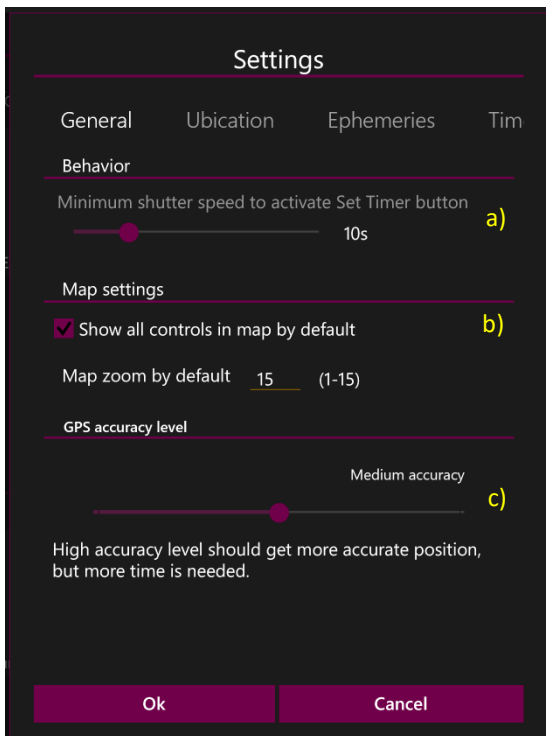 Settings
General Ubication Ephemeries Tim
Behavior
Minimum shutter speed to activate Set Timer button
a)
10s
Map settings
Show all controls in map by default
b)
Map zoom by default 15 (1-15)
GPS accuracy level
Medium accuracy
c)
High accuracy level should get more accurate position,
but more time is needed.
Ok Cancel